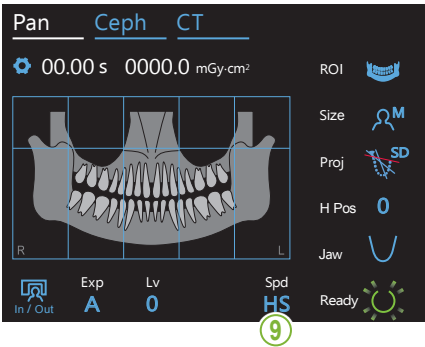 Pan Ceph CT
00.00 s 0000.0 mGy·cm²
ROI
Size M
Proj SD
H Pos 0
R L
Jaw
Exp Lv Spd
In / Out A 0 HS
Ready
9